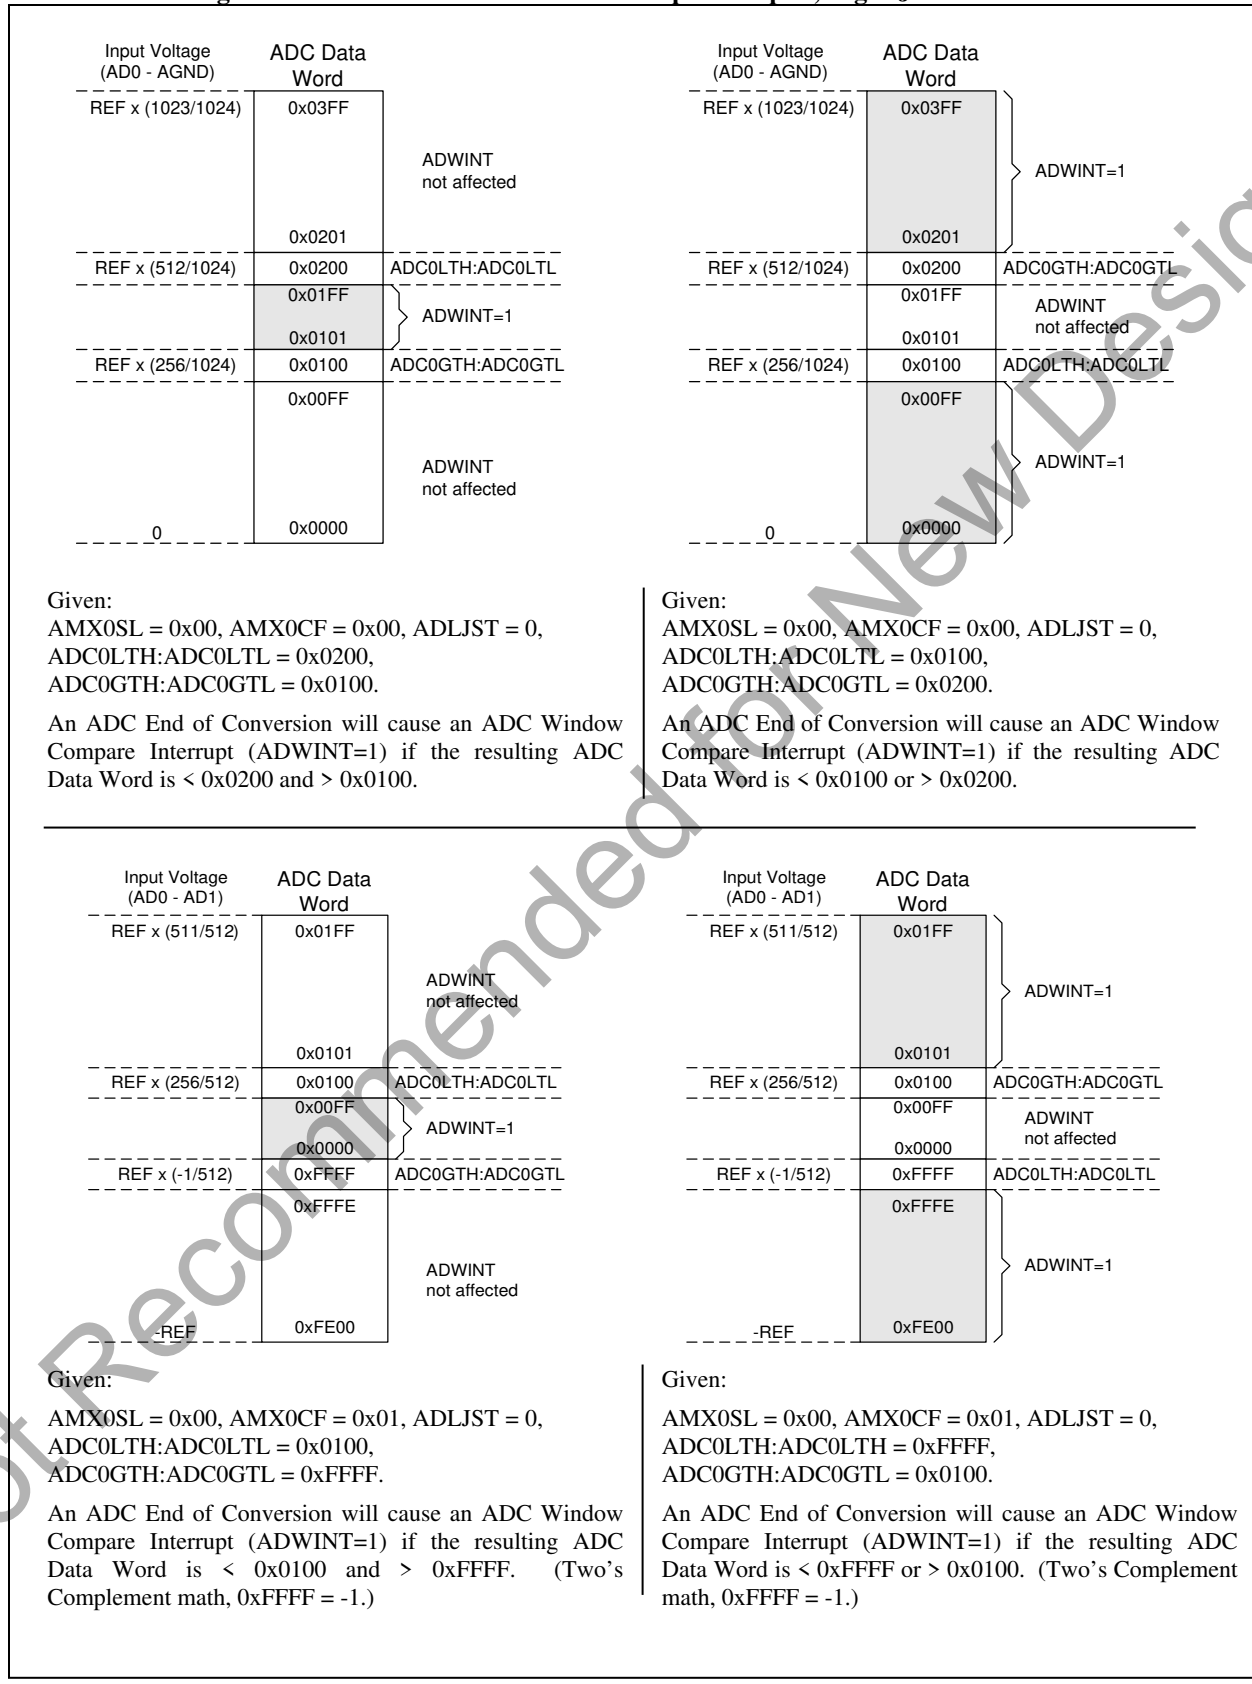 Input Voltage
(AD0 - AGND)
ADC Data
Word
REF x (1023/1024)
0x03FF
ADWINT
not affected
0x0201
REF x (512/1024)
0x0200
ADC0LTH:ADC0LTL
0x01FF
ADWINT=1
0x0101
REF x (256/1024)
0x0100
ADC0GTH:ADC0GTL
0x00FF
ADWINT
not affected
0
0x0000
Given:
AMX0SL = 0x00, AMX0CF = 0x00, ADLJST = 0,
ADC0LTH:ADC0LTL = 0x0200,
ADC0GTH:ADC0GTL = 0x0100.
An ADC End of Conversion will cause an ADC Window
Compare Interrupt (ADWINT=1) if the resulting ADC
Data Word is < 0x0200 and > 0x0100.
Input Voltage
(AD0 - AGND)
ADC Data
Word
REF x (1023/1024)
0x03FF
ADWINT=1
0x0201
REF x (512/1024)
0x0200
ADC0GTH:ADC0GTL
0x01FF
ADWINT
not affected
0x0101
REF x (256/1024)
0x0100
ADC0LTH:ADC0LTL
0x00FF
ADWINT=1
0
0x0000
Given:
AMX0SL = 0x00, AMX0CF = 0x00, ADLJST = 0,
ADC0LTH:ADC0LTL = 0x0100,
ADC0GTH:ADC0GTL = 0x0200.
An ADC End of Conversion will cause an ADC Window
Compare Interrupt (ADWINT=1) if the resulting ADC
Data Word is < 0x0100 or > 0x0200.
Input Voltage
(AD0 - AD1)
ADC Data
Word
REF x (511/512)
0x01FF
ADWINT
not affected
0x0101
REF x (256/512)
0x0100
ADC0LTH:ADC0LTL
0x00FF
ADWINT=1
0x0000
REF x (-1/512)
0xFFFF
ADC0GTH:ADC0GTL
0xFFFE
ADWINT
not affected
-REF
0xFE00
Given:
AMX0SL = 0x00, AMX0CF = 0x01, ADLJST = 0,
ADC0LTH:ADC0LTL = 0x0100,
ADC0GTH:ADC0GTL = 0xFFFF.
An ADC End of Conversion will cause an ADC Window
Compare Interrupt (ADWINT=1) if the resulting ADC
Data Word is < 0x0100 and > 0xFFFF. (Two's
Complement math, 0xFFFF = -1.)
Input Voltage
(AD0 - AD1)
ADC Data
Word
REF x (511/512)
0x01FF
ADWINT=1
0x0101
REF x (256/512)
0x0100
ADC0GTH:ADC0GTL
0x00FF
ADWINT
not affected
0x0000
REF x (-1/512)
0xFFFF
ADC0LTH:ADC0LTL
0xFFFE
ADWINT=1
-REF
0xFE00
Given:
AMX0SL = 0x00, AMX0CF = 0x01, ADLJST = 0,
ADC0LTH:ADC0LTH = 0xFFFF,
ADC0GTH:ADC0GTL = 0x0100.
An ADC End of Conversion will cause an ADC Window
Compare Interrupt (ADWINT=1) if the resulting ADC
Data Word is < 0xFFFF or > 0x0100. (Two's Complement
math, 0xFFFF = -1.)
Recommended for New